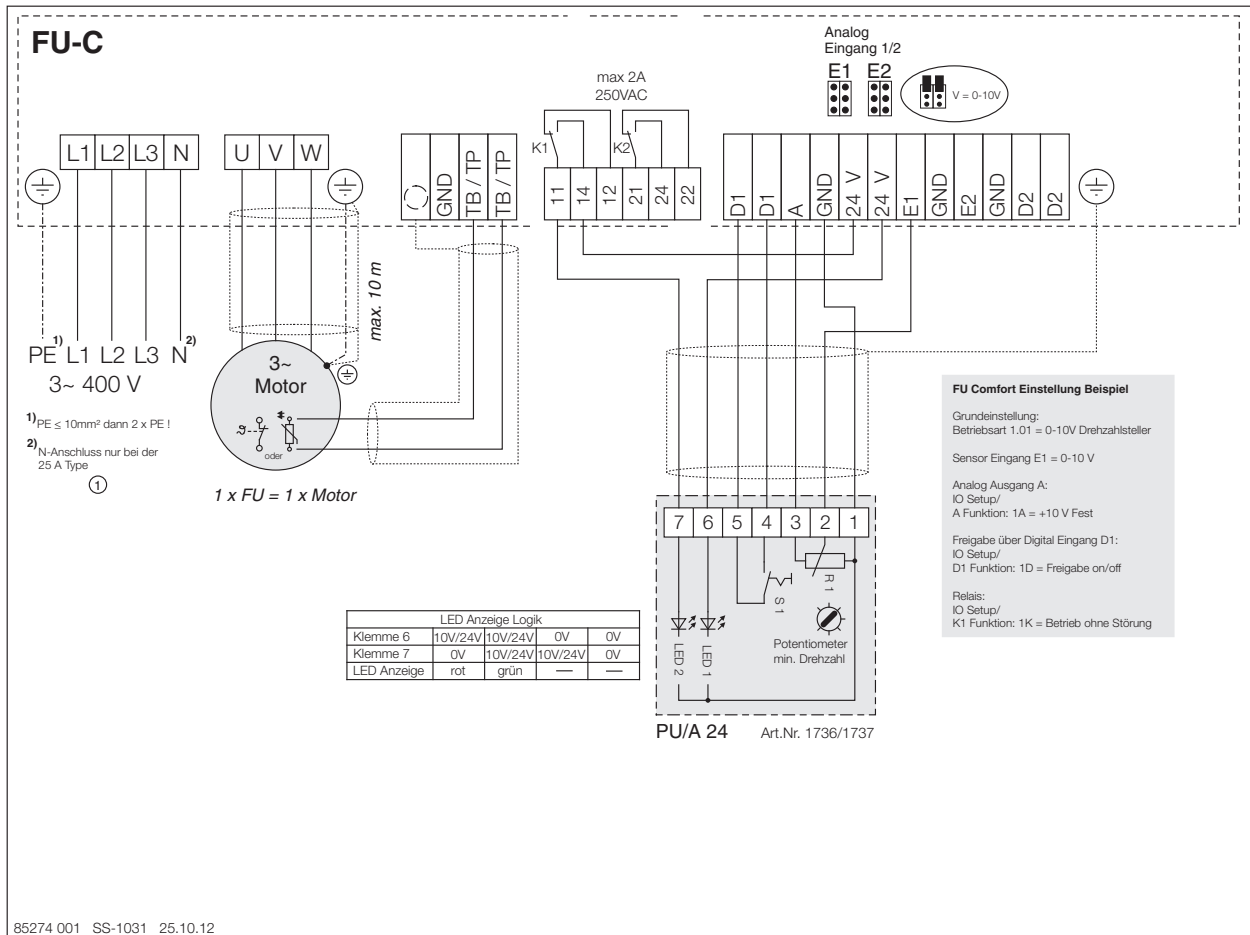 FU-C
Analog
Eingang 1/2
E1 E2
V = 0-10V
max 2A
250VAC
K1 K2
L1 L2 L3 N
U V W
GND TB / TP TB / TP
11 14 12 21 24 22
D1 D1 A GND 24 V 24 V E1 GND E2 GND D2 D2
max. 10 m
PE 1) L1 L2 L3 N 2)
3~ 400 V
1) PE ≤ 10mm² dann 2 x PE !
2) N-Anschluss nur bei der
25 A Type
1
3~
Motor
ϑ
oder
1 x FU = 1 x Motor
FU Comfort Einstellung Beispiel
Grundeinstellung:
Betriebsart 1.01 = 0-10V Drehzahlsteller
Sensor Eingang E1 = 0-10 V
Analog Ausgang A:
IO Setup/
A Funktion: 1A = +10 V Fest
Freigabe über Digital Eingang D1:
IO Setup/
D1 Funktion: 1D = Freigabe on/off
Relais:
IO Setup/
K1 Funktion: 1K = Betrieb ohne Störung
7 6 5 4 3 2 1
R 1
S 1
LED 2 LED 1
Potentiometer
min. Drehzahl
PU/A 24 Art.Nr. 1736/1737
LED Anzeige Logik
Klemme 6 10V/24V 10V/24V 0V 0V
Klemme 7 0V 10V/24V 10V/24V 0V
LED Anzeige rot grün — —
85274 001 SS-1031 25.10.12